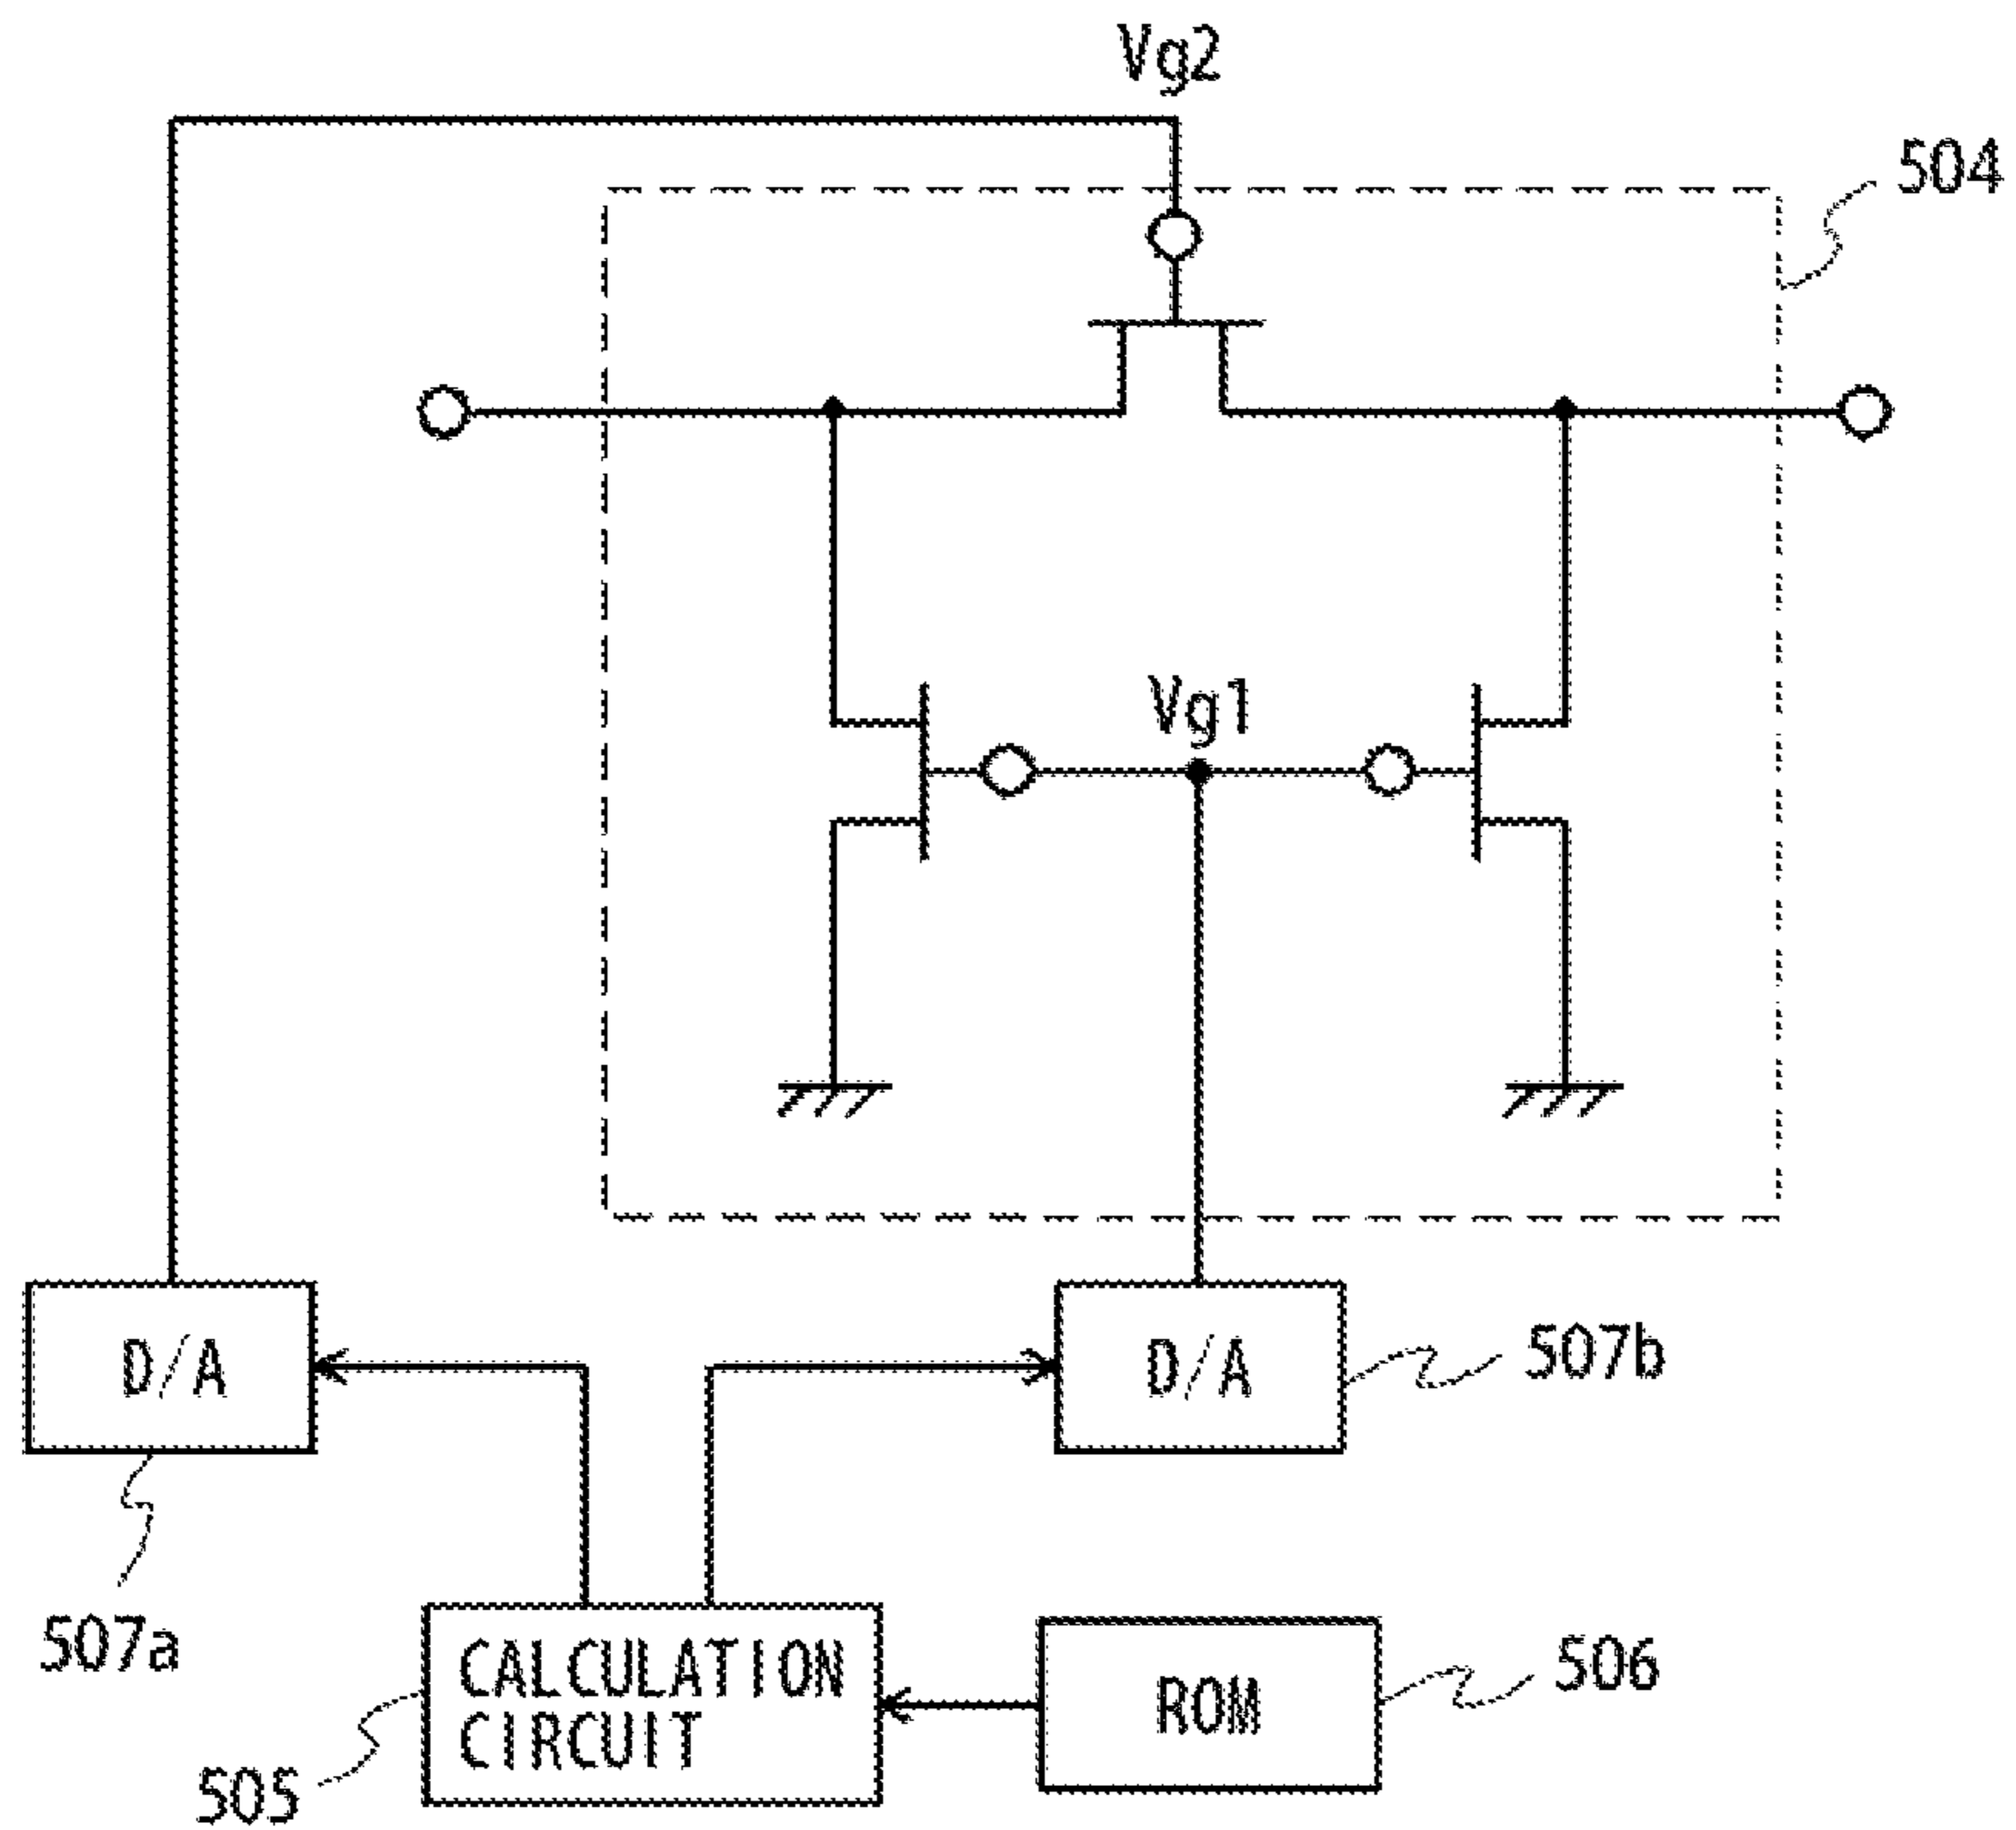 Vg2
504
Vg1
D/A
D/A
507b
507a
CALCULATION
CIRCUIT
ROM
506
505